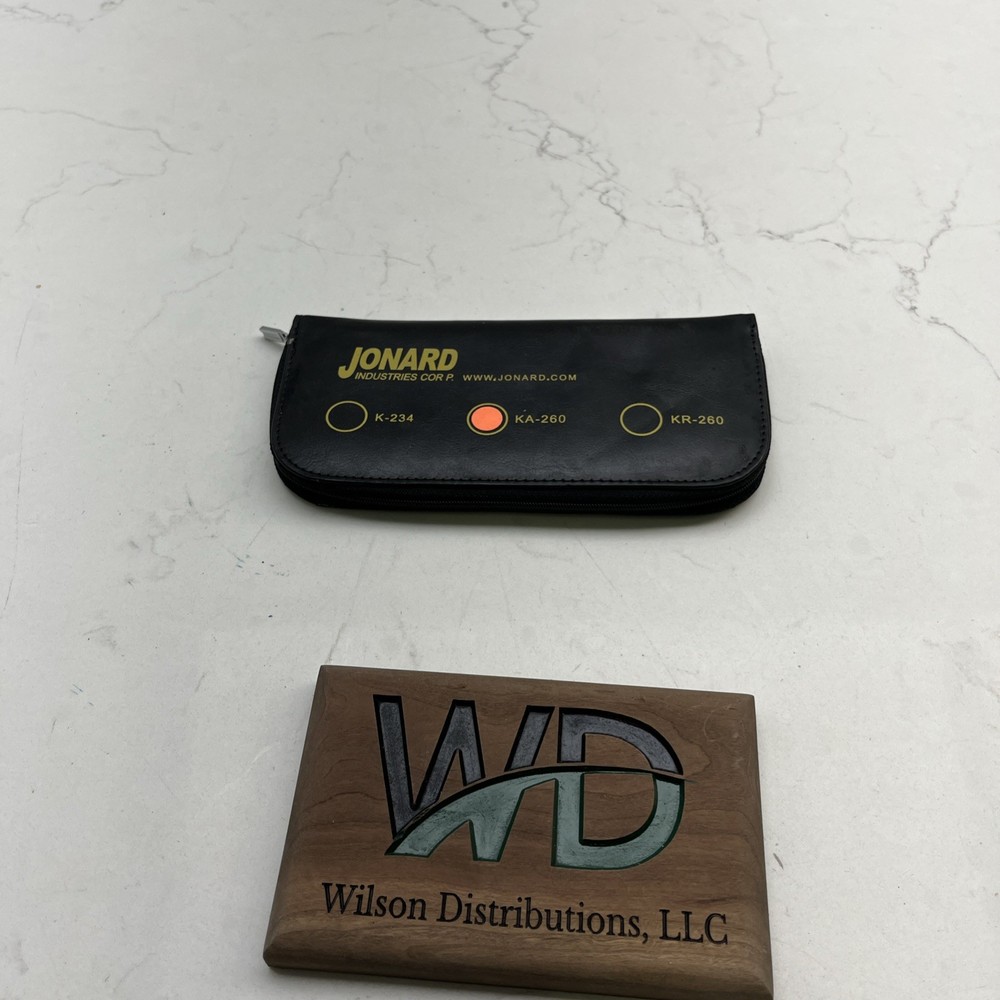 JONARD
INDUSTRIES COR P. WWW.JONARD.COM
K-234 KA-260 KR-260
WD
Wilson Distributions, LLC